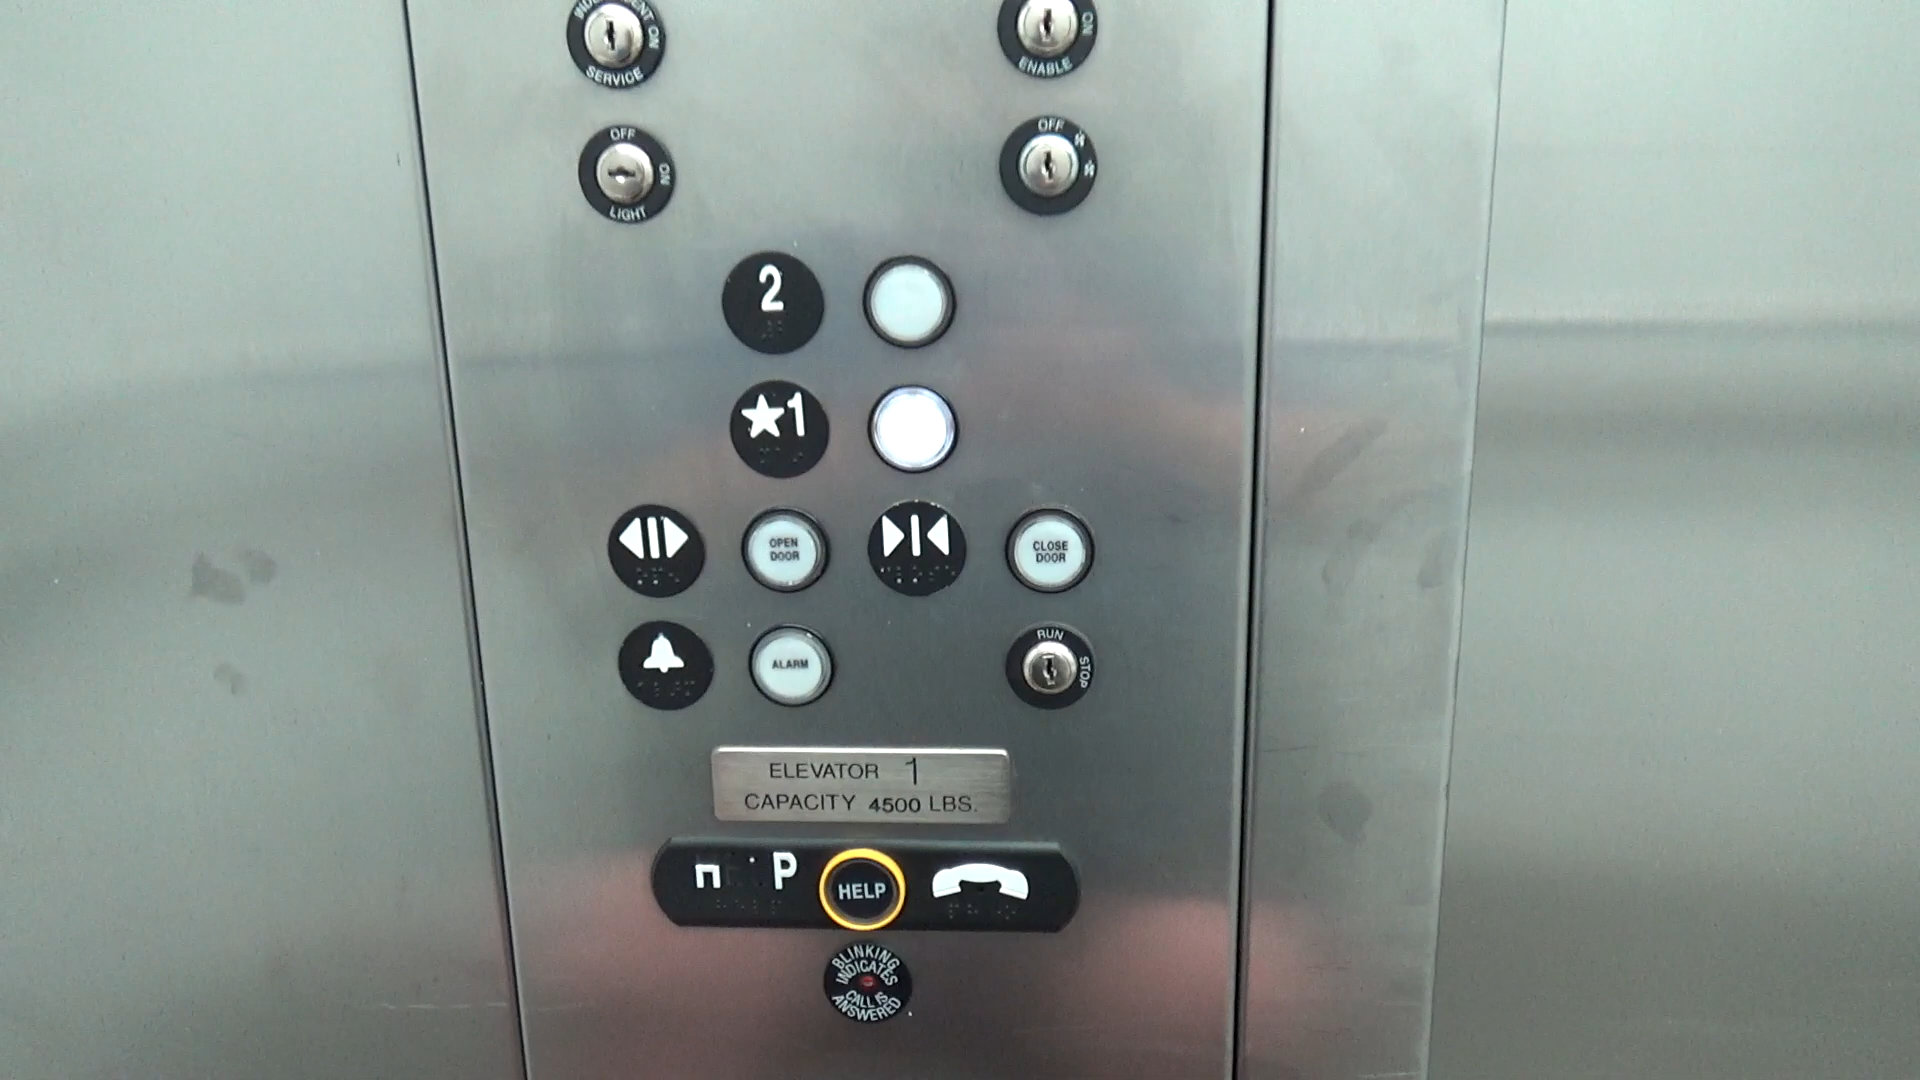 ON
SERVICE
ON
ENABLE
OFF
ON
LIGHT
OFF
2
★1
OPEN
DOOR
CLOSE
DOOR
ALARM
RUN
STOP
ELEVATOR 1
CAPACITY 4500 LBS.
P
HELP
BLINKING
INDICATES
CALL IS
ANSWERED